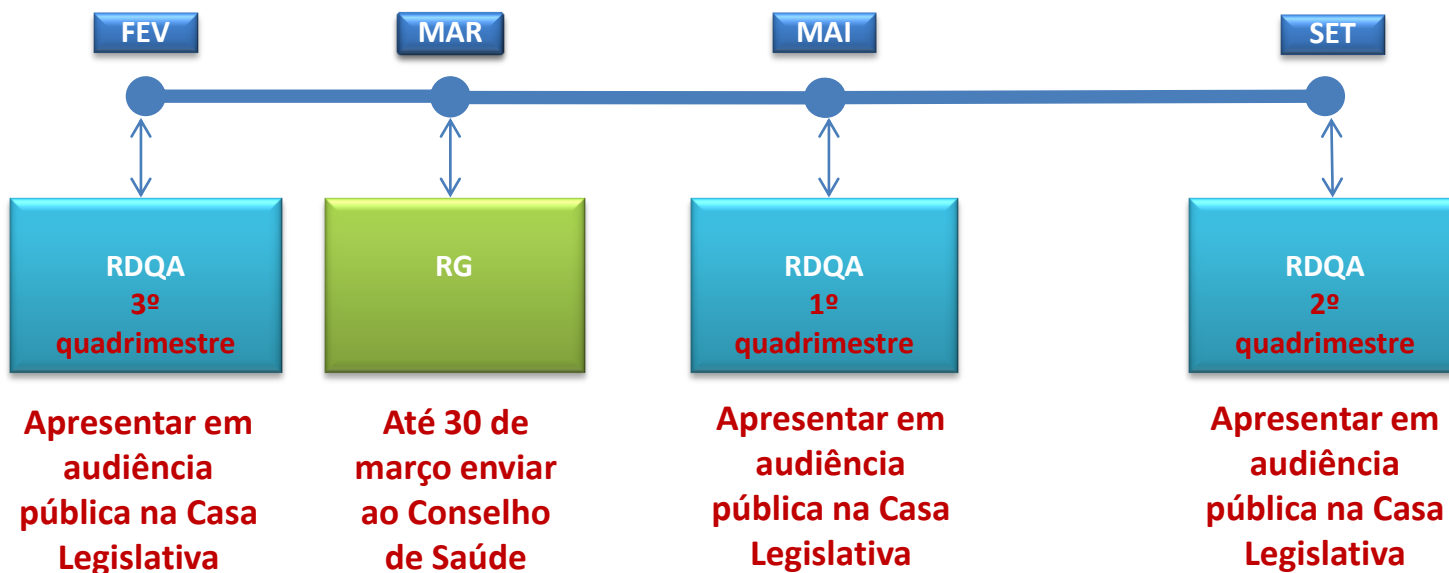 FEV
MAR
MAI
SET
RDQA
3º
quadrimestre
RG
RDQA
1º
quadrimestre
RDQA
2º
quadrimestre
Apresentar em
audiência
pública na Casa
Legislativa
Até 30 de
março enviar
ao Conselho
de Saúde
Apresentar em
audiência
pública na Casa
Legislativa
Apresentar em
audiência
pública na Casa
Legislativa